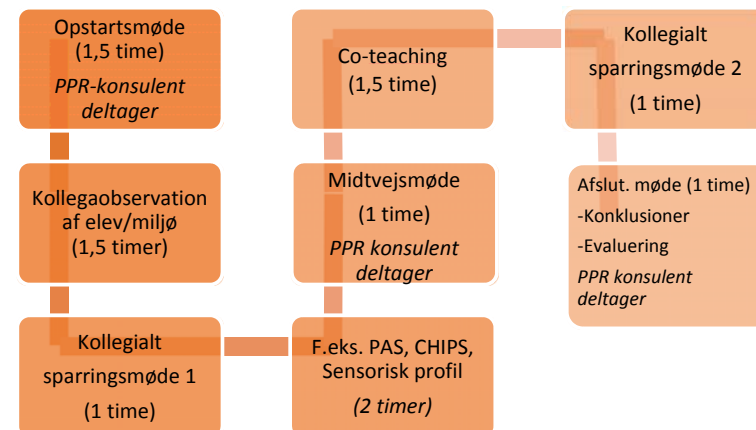 Opstartsmøde
(1,5 time)
PPR-konsulent
deltager
Kollegaobservation
af elev/miljø
(1,5 timer)
Kollegialt
sparringsmøde 1
(1 time)
F.eks. PAS, CHIPS,
Sensorisk profil
(2 timer)
Midtvejsmøde
(1 time)
PPR konsulent
deltager
Co-teaching
(1,5 time)
Kollegialt
sparringsmøde 2
(1 time)
Afslut. møde (1 time)
-Konklusioner
-Evaluering
PPR konsulent
deltager